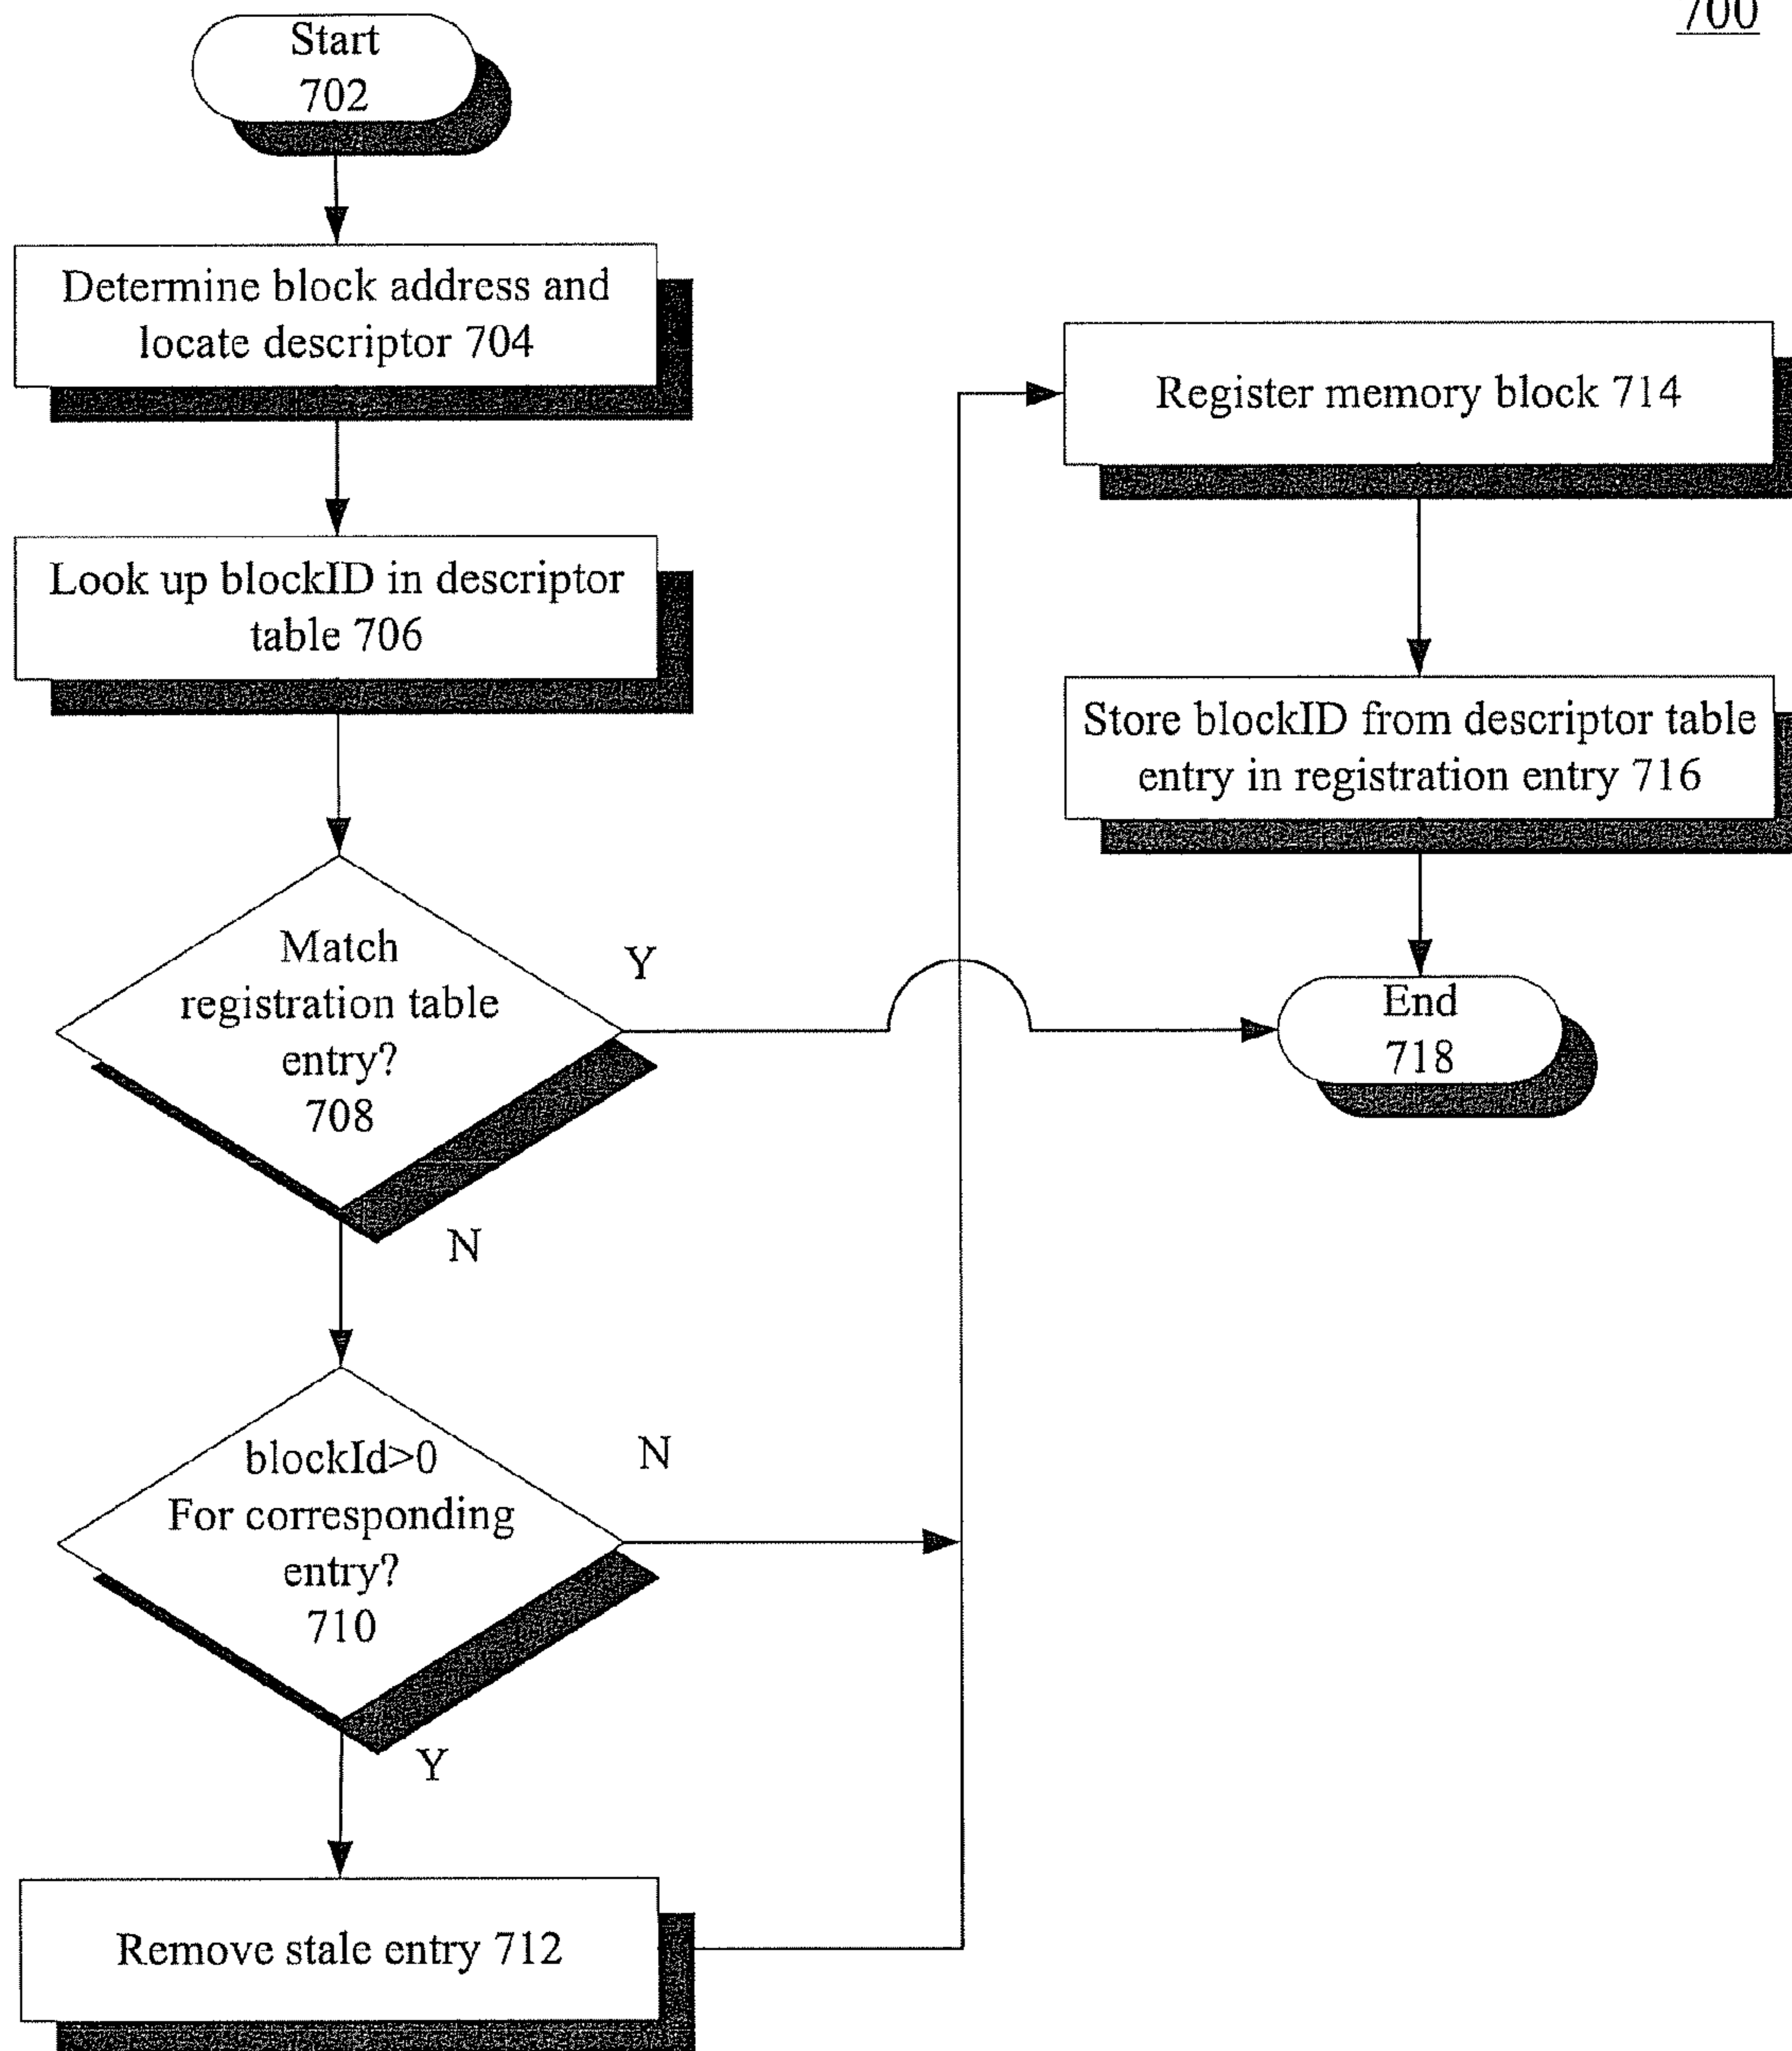 700
Start
702
Determine block address and
locate descriptor 704
Look up blockID in descriptor
table 706
Match
registration table
entry?
708
Y
N
blockId>0
For corresponding
entry?
710
N
Y
Remove stale entry 712
Register memory block 714
Store blockID from descriptor table
entry in registration entry 716
End
718